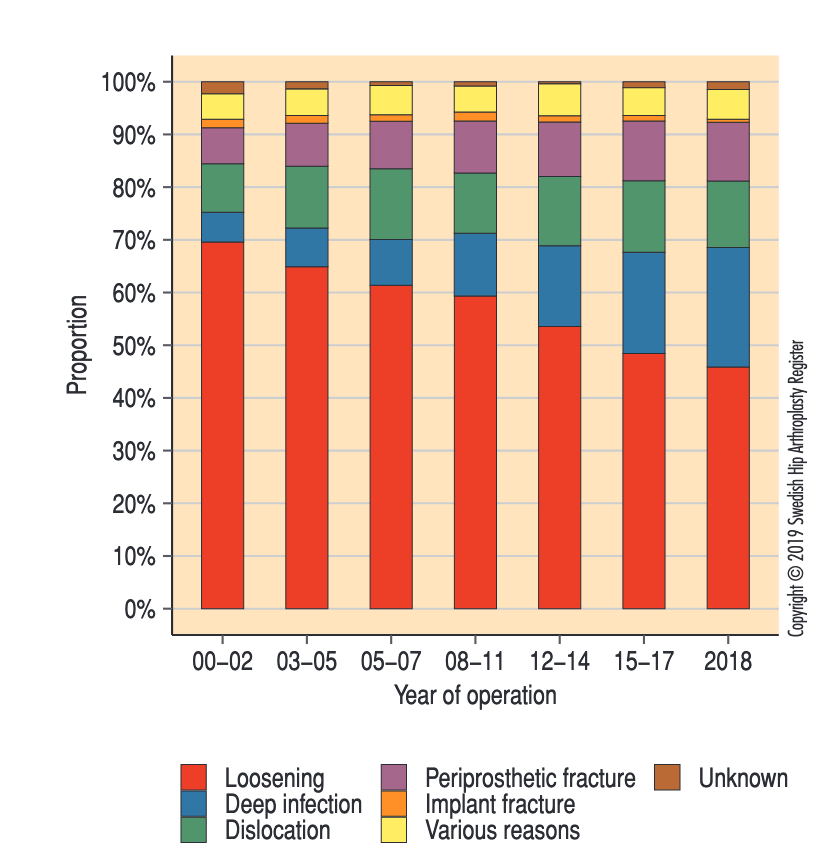 100%
90%
80%
70%
60%
50%
40%
30%
20%
10%
0%
Proportion
00–02 03–05 05–07 08–11 12–14 15–17 2018
Year of operation
Copyright © 2019 Swedish Hip Arthroplasty Register
Loosening Periprosthetic fracture Unknown
Deep infection Implant fracture
Dislocation Various reasons